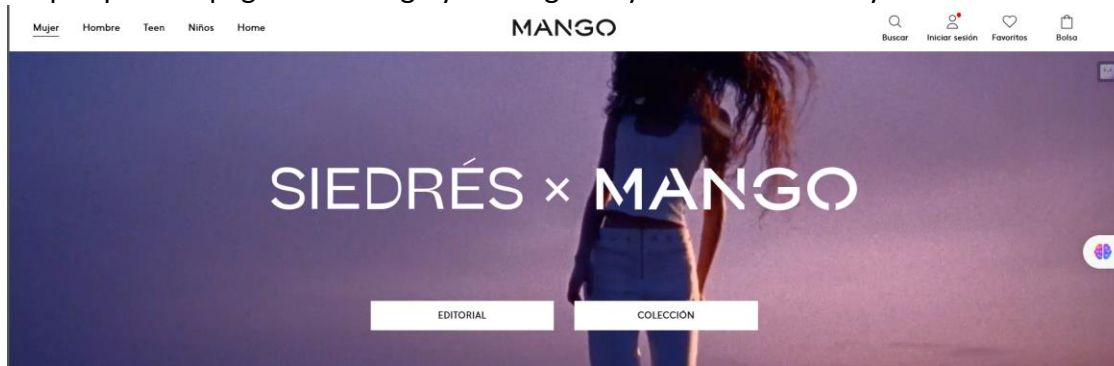 Mujer Hombre Teen Niños Home MANGO Buscar Iniciar sesión Favoritos Bolsa
SIEDRÉS × MANGO
EDITORIAL COLECCIÓN